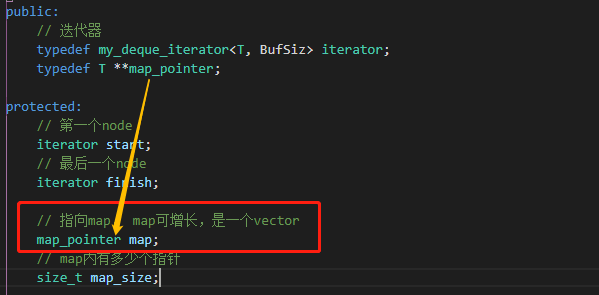 public:
// 迭代器
typedef my_deque_iterator<T, BufSiz> iterator;
typedef T **map_pointer;
protected:
// 第一个node
iterator start;
// 最后一个node
iterator finish;
// 指向map, map可增长，是一个vector
map_pointer map;
// map内有多少个指针
size_t map_size;